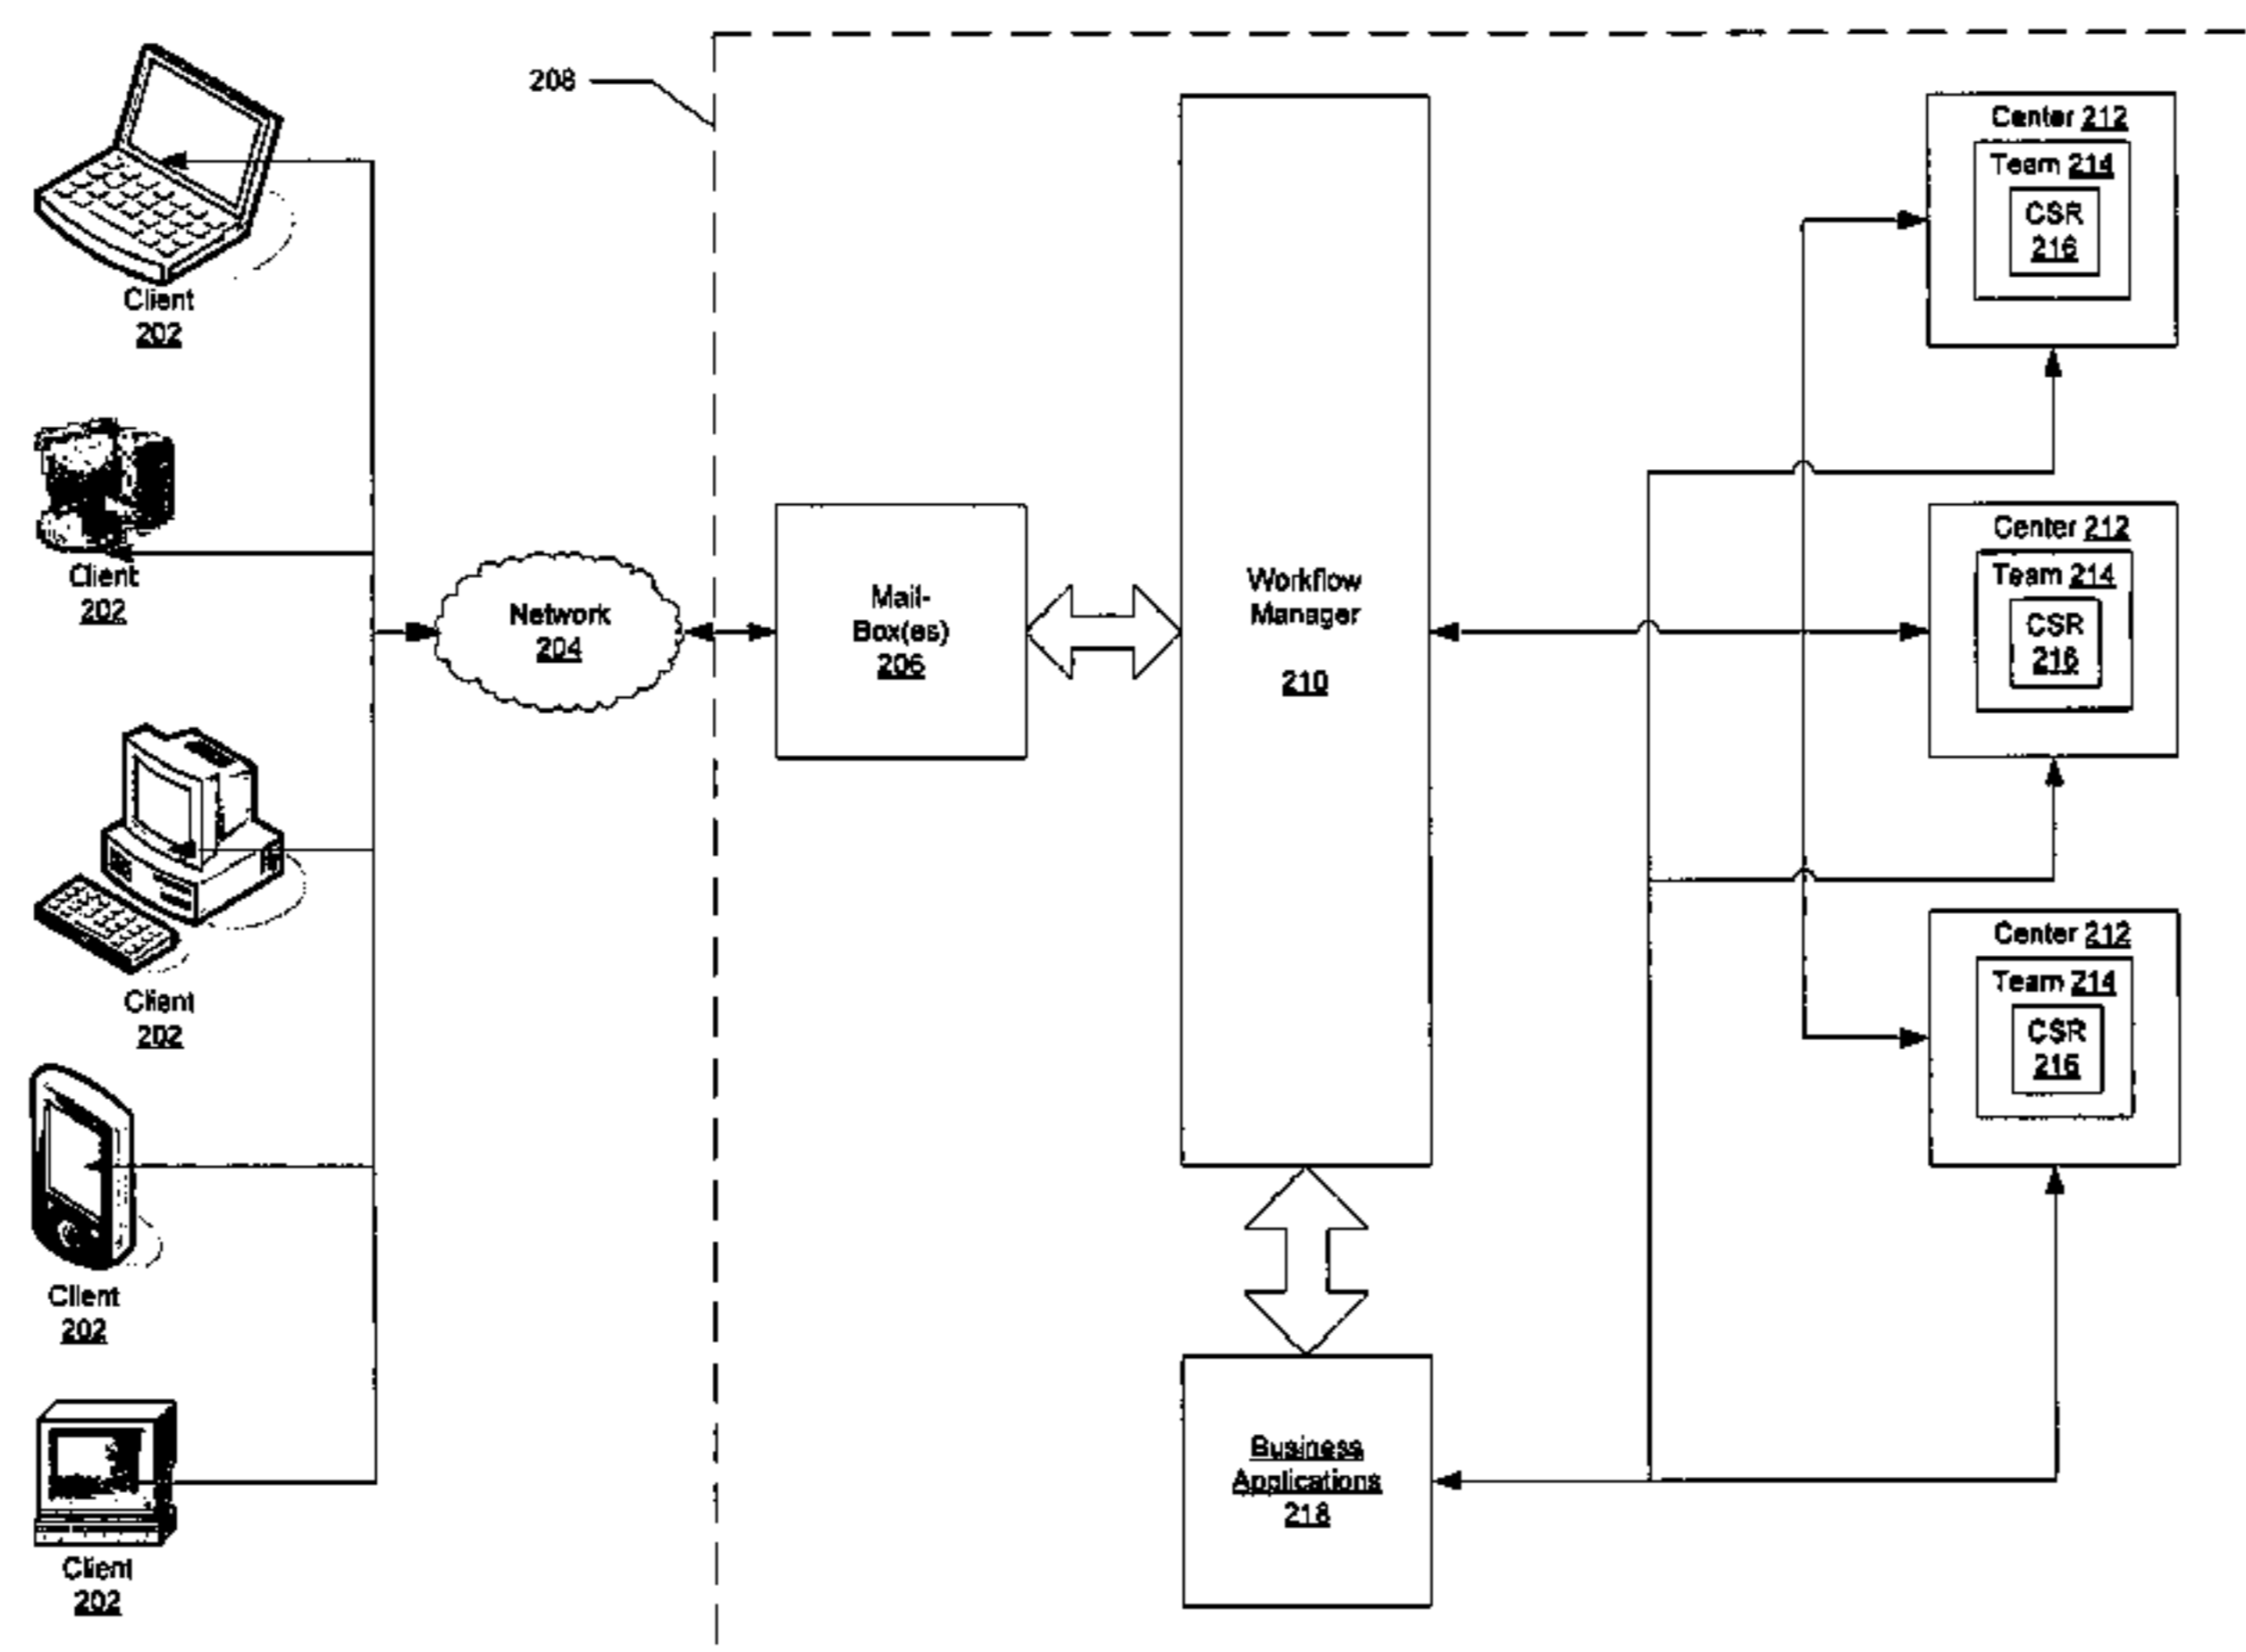 208
Client
202
Client
202
Client
202
Client
202
Client
202
Network
204
Mail-
Box(es)
206
Workflow
Manager
210
Business
Applications
218
Center 212
Team 214
CSR
216
Center 212
Team 214
CSR
216
Center 212
Team 214
CSR
216